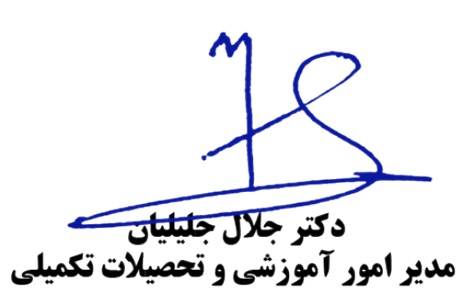 دکتر جلال جلیلیان
مدیر امور آموزشی و تحصیلات تکمیلی